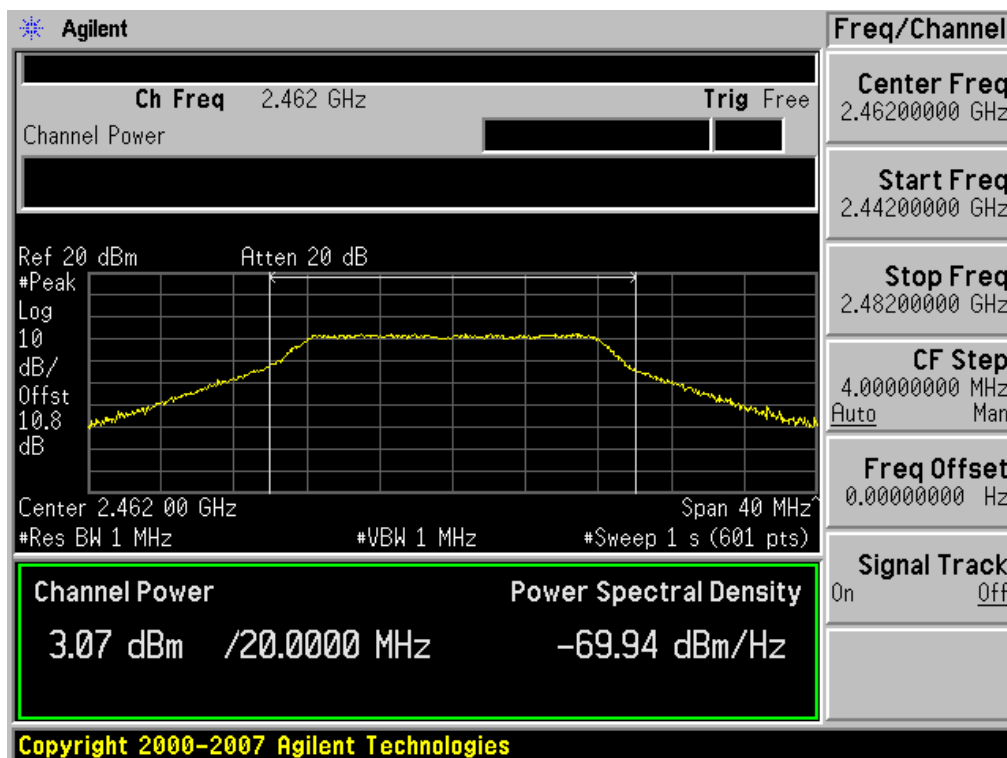 Agilent
Freq/Channel
Ch Freq 2.462 GHz Trig Free
Channel Power
Center Freq
2.46200000 GHz
Start Freq
2.44200000 GHz
Stop Freq
2.48200000 GHz
CF Step
4.00000000 MHz
Auto Man
Freq Offset
0.00000000 Hz
Signal Track
On Off
Ref 20 dBm Atten 20 dB
#Peak
Log
10
dB/
Offst
10.8
dB
Center 2.462 00 GHz Span 40 MHz^
#Res BW 1 MHz #VBW 1 MHz #Sweep 1 s (601 pts)
Channel Power Power Spectral Density
3.07 dBm /20.0000 MHz -69.94 dBm/Hz
Copyright 2000-2007 Agilent Technologies